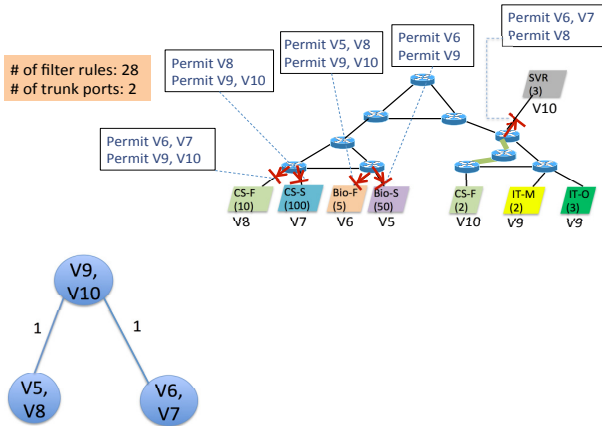 Permit V6, V7
Permit V8
Permit V6
Permit V9
Permit V5, V8
Permit V9, V10
Permit V8
Permit V9, V10
# of filter rules: 28
# of trunk ports: 2
SVR
(3)
V10
Permit V6, V7
Permit V9, V10
CS-F
(10)
CS-S
(100)
Bio-F
(5)
Bio-S
(50)
CS-F
(2)
IT-M
(2)
IT-O
(3)
V8
V7
V6
V5
V10
V9
V9
V9,
V10
1
1
V5,
V8
V6,
V7